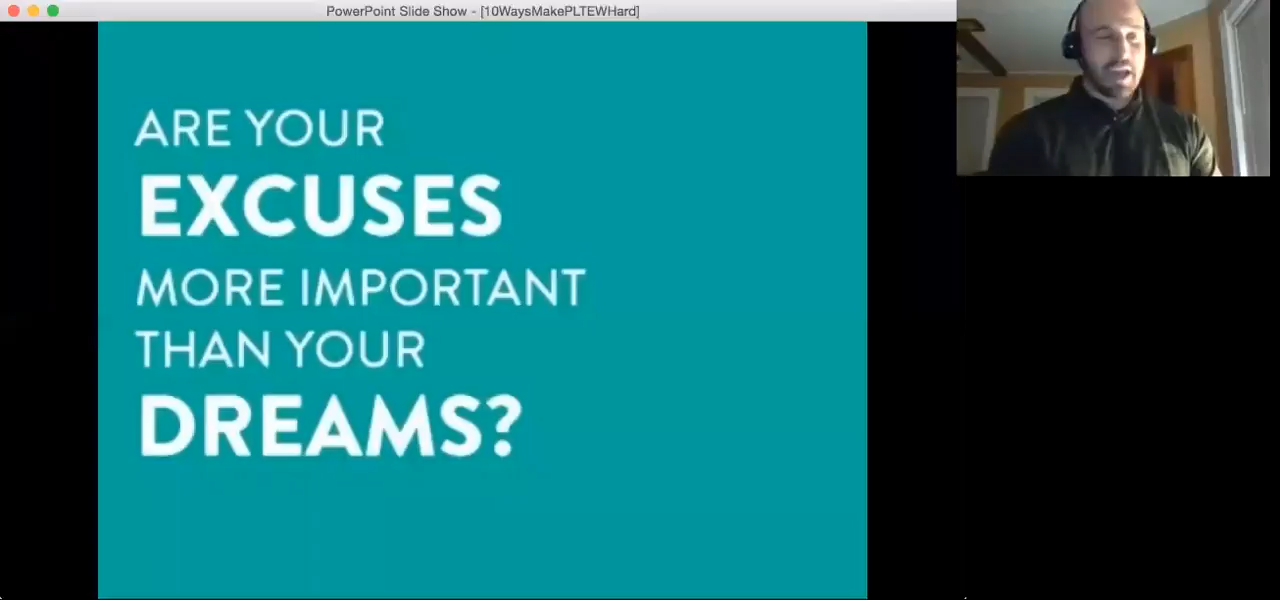 PowerPoint Slide Show - [10WaysMakePLTEWHard]
ARE YOUR
EXCUSES
MORE IMPORTANT
THAN YOUR
DREAMS?